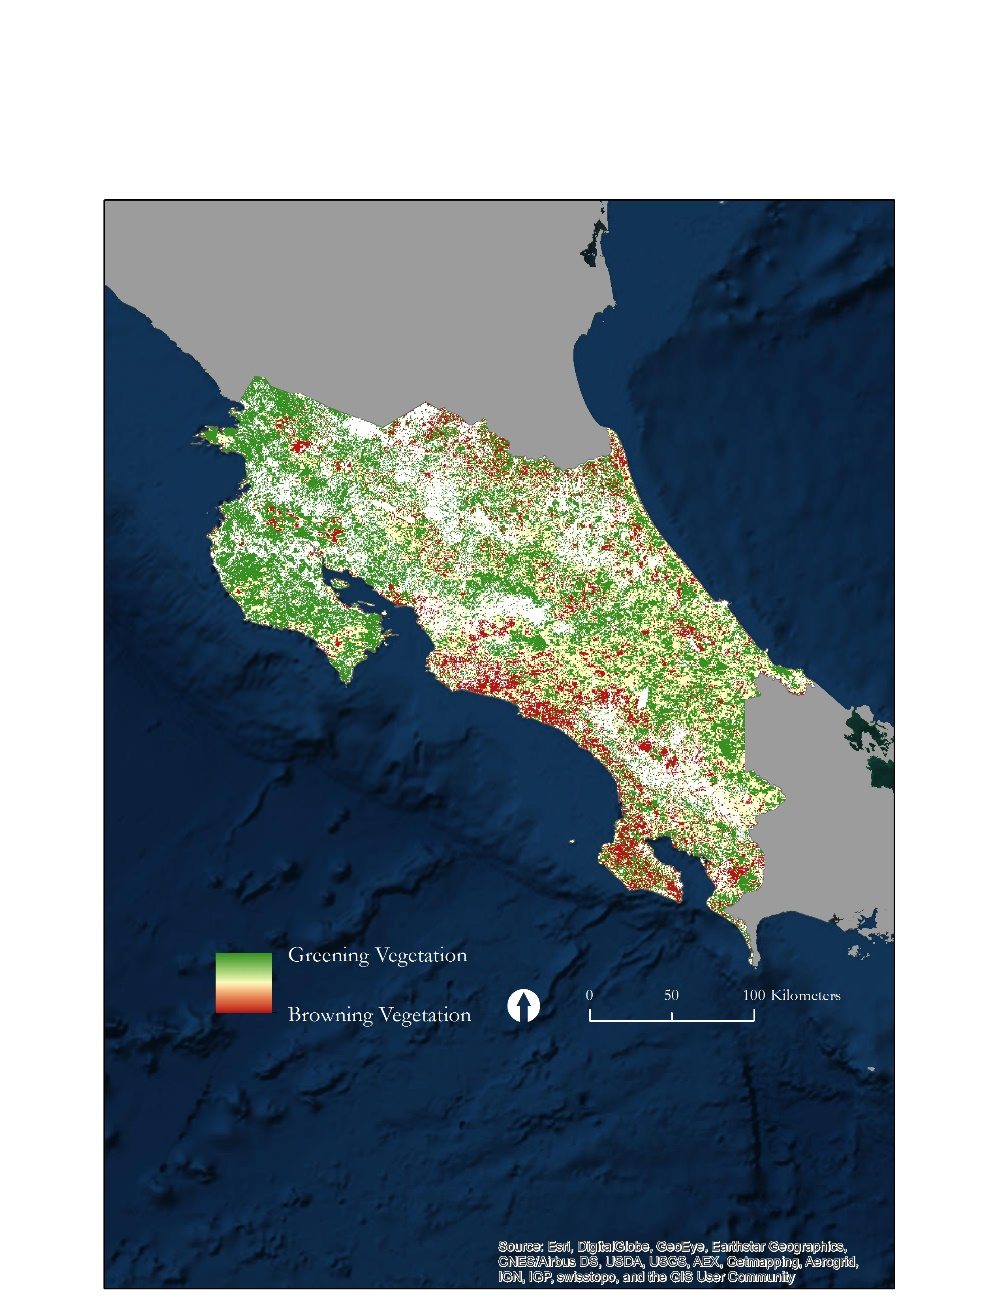 Greening Vegetation
Browning Vegetation
0 50 100 Kilometers
Source: Esri, DigitalGlobe, GeoEye, Earthstar Geographics,
CNES/Airbus DS, USDA, USGS, AEX, Getmapping, Aerogrid,
IGN, IGP, swisstopo, and the GIS User Community